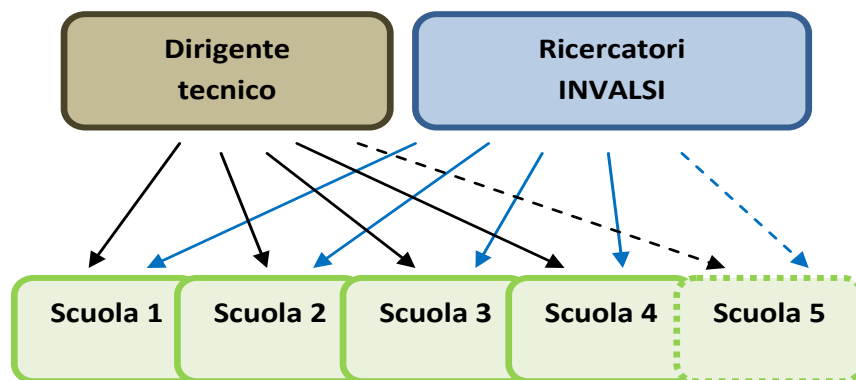 Dirigente
tecnico
Ricercatori
INVALSI
Scuola 1
Scuola 2
Scuola 3
Scuola 4
Scuola 5